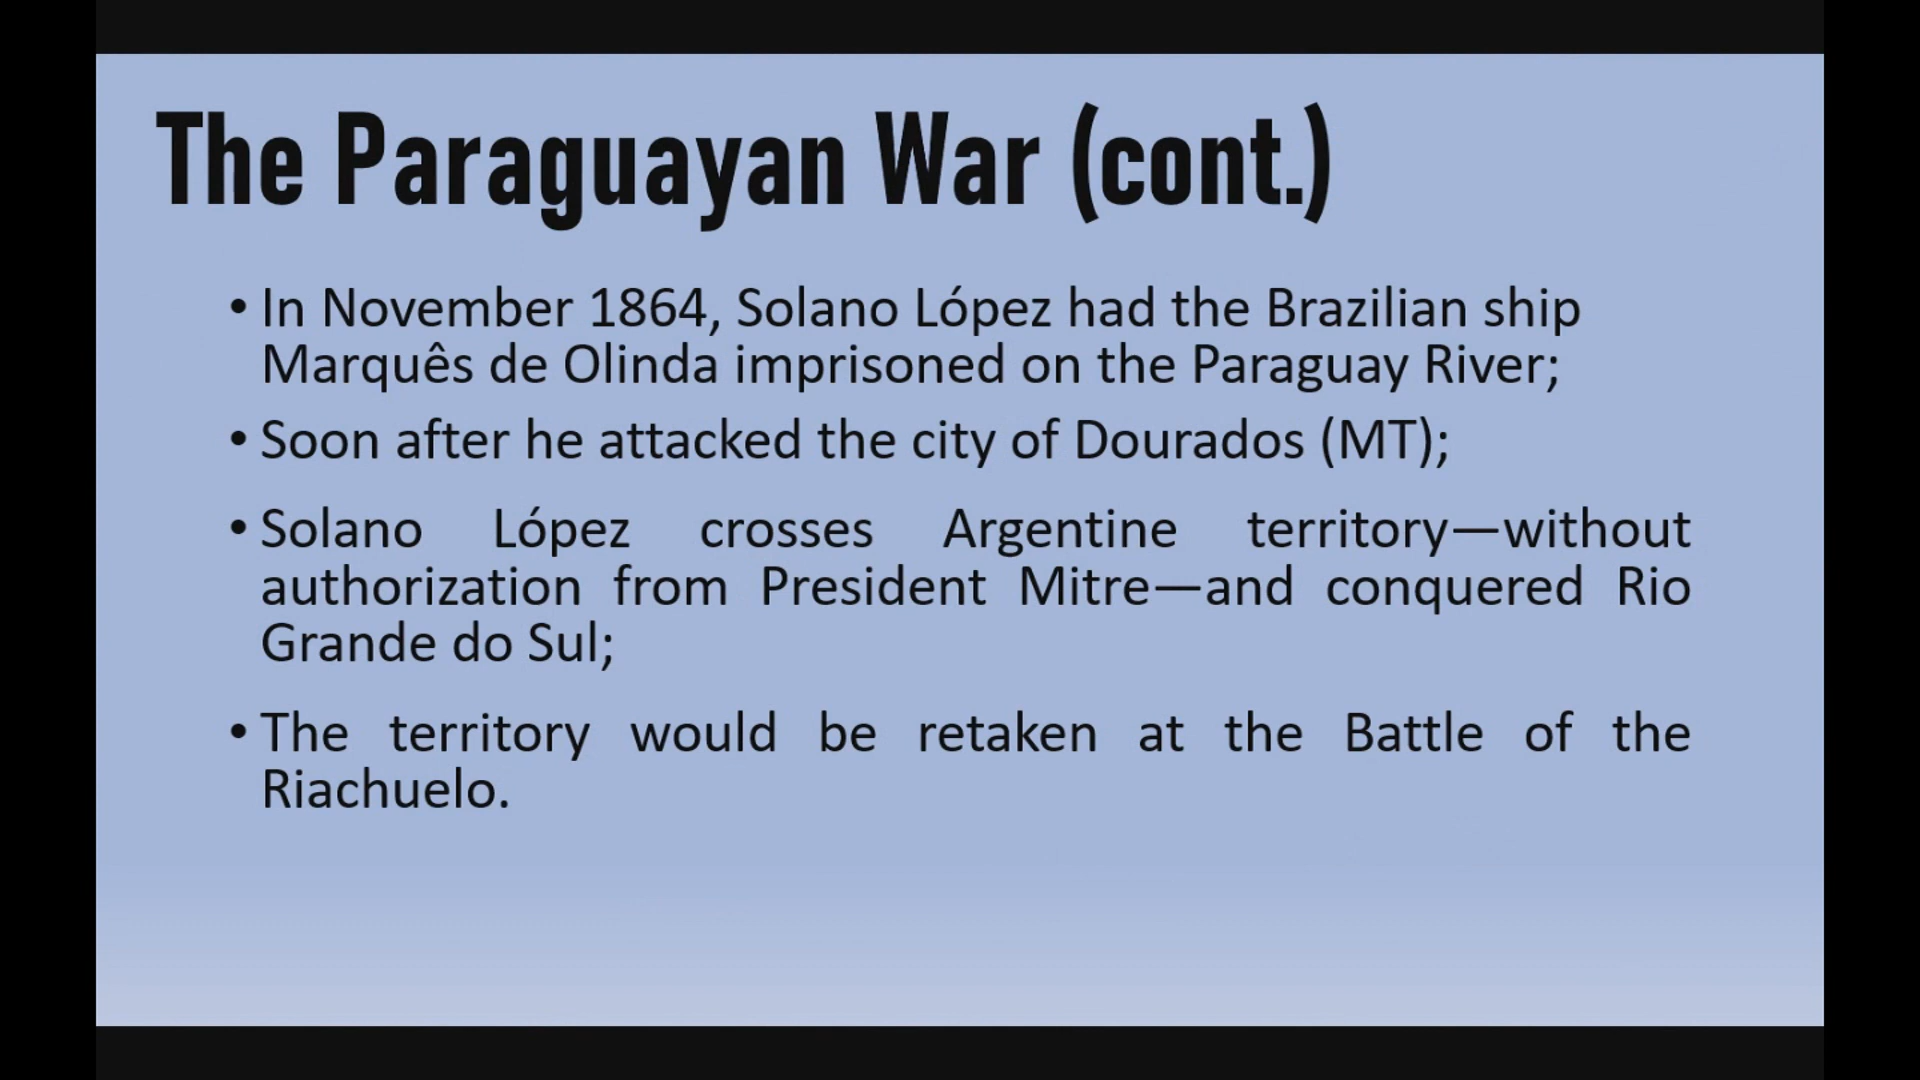 The Paraguayan War (cont.)
• In November 1864, Solano López had the Brazilian ship
Marquês de Olinda imprisoned on the Paraguay River;
• Soon after he attacked the city of Dourados (MT);
• Solano López crosses Argentine territory—without
authorization from President Mitre—and conquered Rio
Grande do Sul;
• The territory would be retaken at the Battle of the
Riachuelo.